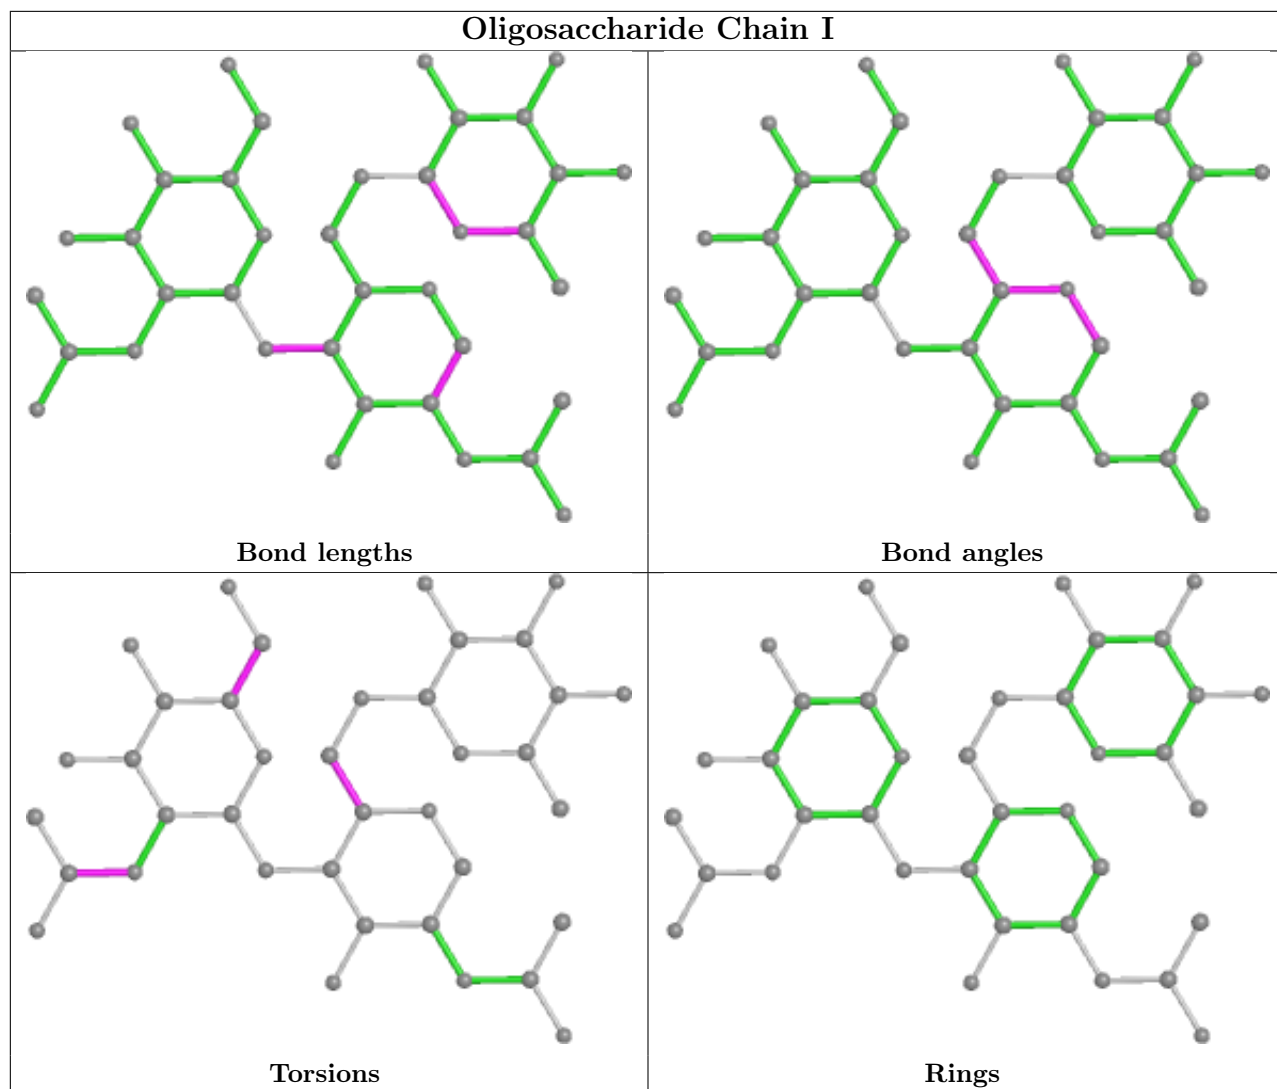 Oligosaccharide Chain I
Bond lengths
Bond angles
Torsions
Rings